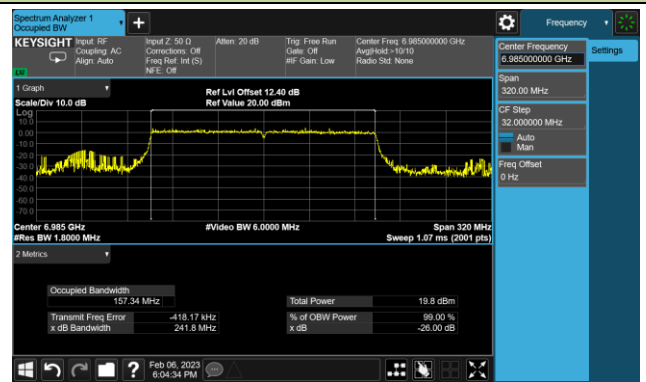 Spectrum Analyzer 1
Occupied BW
Frequency
KEYSIGHT
Input: RF
Coupling: AC
Align: Auto
Input Z: 50 Ω
Corrections: Off
Freq Ref: Int (S)
NFE: Off
Atten: 20 dB
Trig: Free Run
Gate: Off
#IF Gain: Low
Center Freq: 6.985000000 GHz
Avg|Hold:>10/10
Radio Std: None
LU
Center Frequency
6.985000000 GHz
Settings
Span
320.00 MHz
CF Step
32.000000 MHz
Auto
Man
Freq Offset
0 Hz
1 Graph
Scale/Div 10.0 dB
Ref Lvl Offset 12.40 dB
Ref Value 20.00 dBm
Log
10.0
0.00
-10.0
-20.0
-30.0
-40.0
-50.0
-60.0
-70.0
Center 6.985 GHz
#Res BW 1.8000 MHz
#Video BW 6.0000 MHz
Span 320 MHz
Sweep 1.07 ms (2001 pts)
2 Metrics
Occupied Bandwidth
157.34 MHz
Total Power
19.8 dBm
Transmit Freq Error
-418.17 kHz
% of OBW Power
99.00 %
x dB Bandwidth
241.8 MHz
x dB
-26.00 dB
Feb 06, 2023
6:04:34 PM